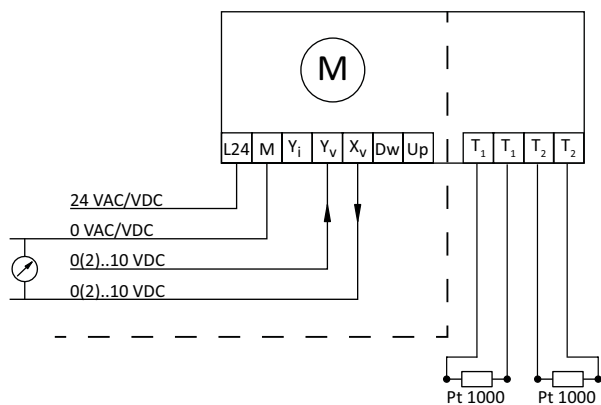 M
L24 M Yi Yv Xv Dw Up T1 T1 T2 T2
24 VAC/VDC
0 VAC/VDC
0(2)..10 VDC
0(2)..10 VDC
Pt 1000 Pt 1000